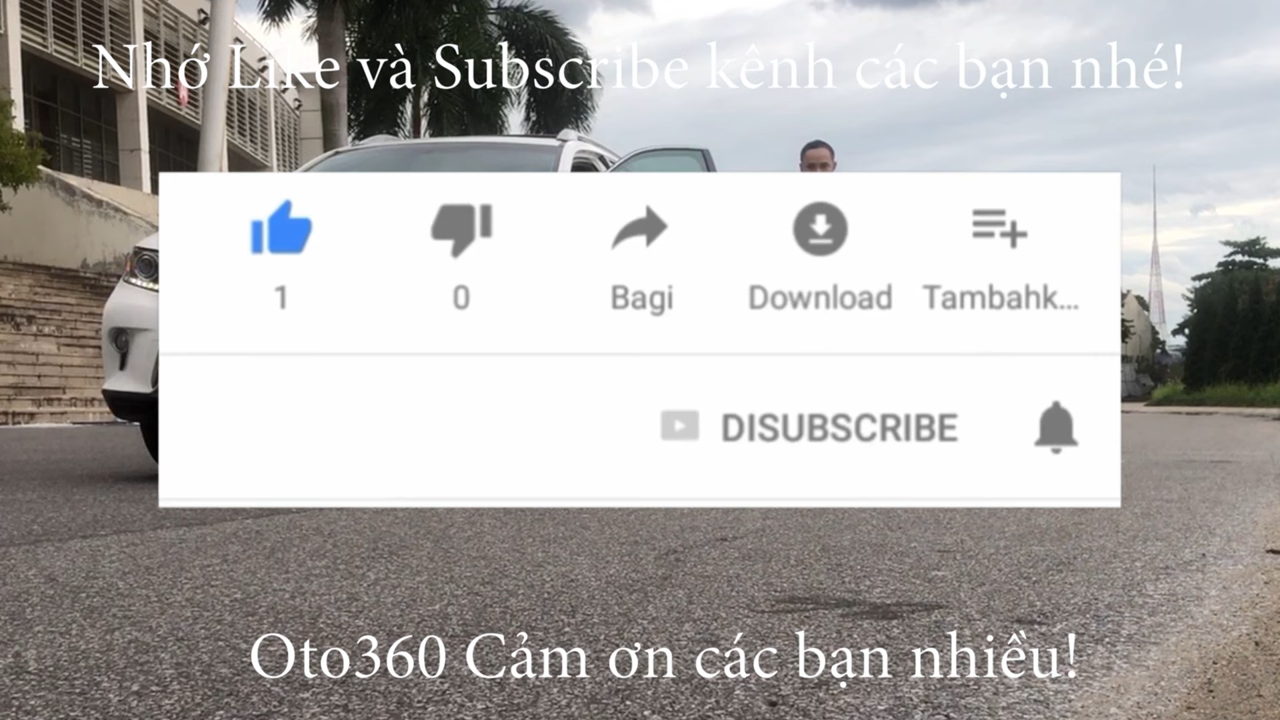 Nhớ Like và Subscribe kênh các bạn nhé!
1
0
Bagi
Download
Tambahk...
DISUBSCRIBE
Oto360 Cảm ơn các bạn nhiều!